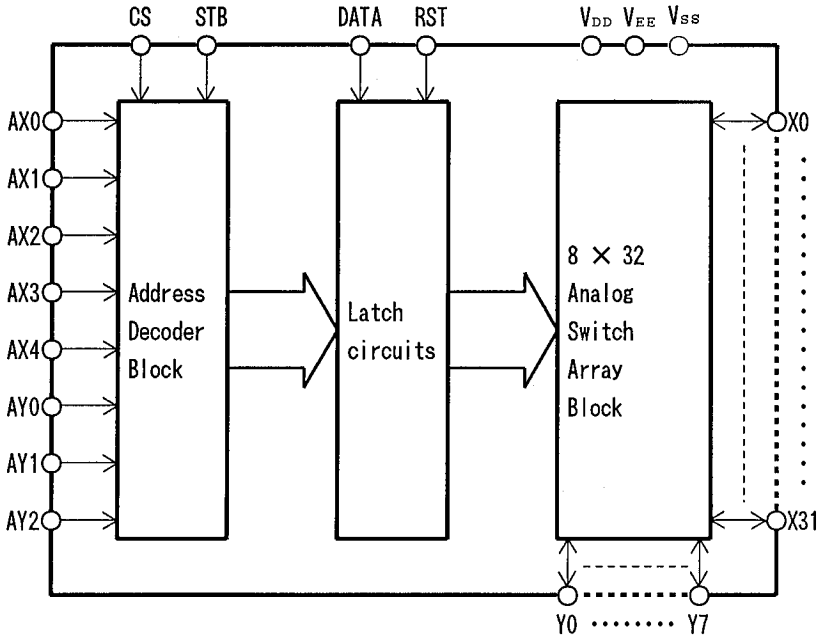 CS STB DATA RST VDD VEE VSS
AX0
AX1
AX2
AX3
AX4
AY0
AY1
AY2
Address
Decoder
Block
Latch
circuits
8 × 32
Analog
Switch
Array
Block
X0
X31
Y0 ········ Y7